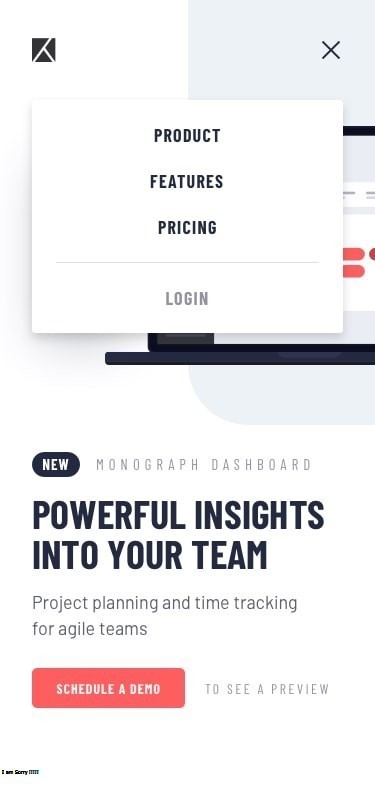 PRODUCT
FEATURES
PRICING
LOGIN
NEW MONOGRAPH DASHBOARD
POWERFUL INSIGHTS
INTO YOUR TEAM
Project planning and time tracking
for agile teams
SCHEDULE A DEMO TO SEE A PREVIEW
I am Sorry !!!!!